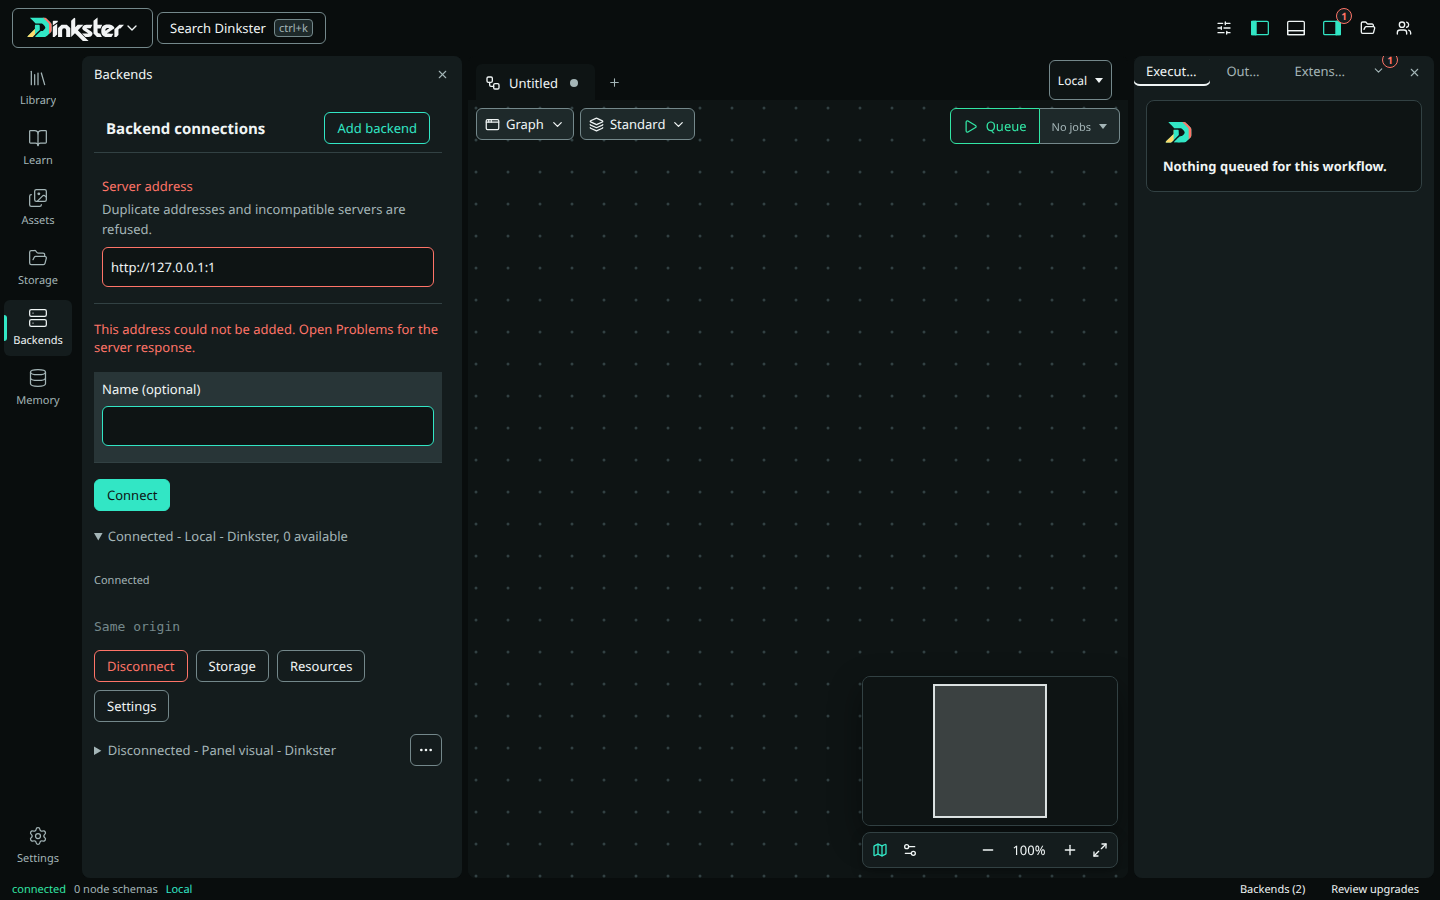 Dinkster
Search Dinkster ctrl+k
1
Library
Learn
Assets
Storage
Backends
Memory
Settings
Backends
Backend connections
Add backend
Server address
Duplicate addresses and incompatible servers are
refused.
http://127.0.0.1:1
This address could not be added. Open Problems for the
server response.
Name (optional)
Connect
Connected - Local - Dinkster, 0 available
Connected
Same origin
Disconnect
Storage
Resources
Settings
Disconnected - Panel visual - Dinkster
Untitled
Local
Graph
Standard
Queue
No jobs
100%
Execut...
Out...
Extens...
1
Nothing queued for this workflow.
connected 0 node schemas Local
Backends (2)
Review upgrades